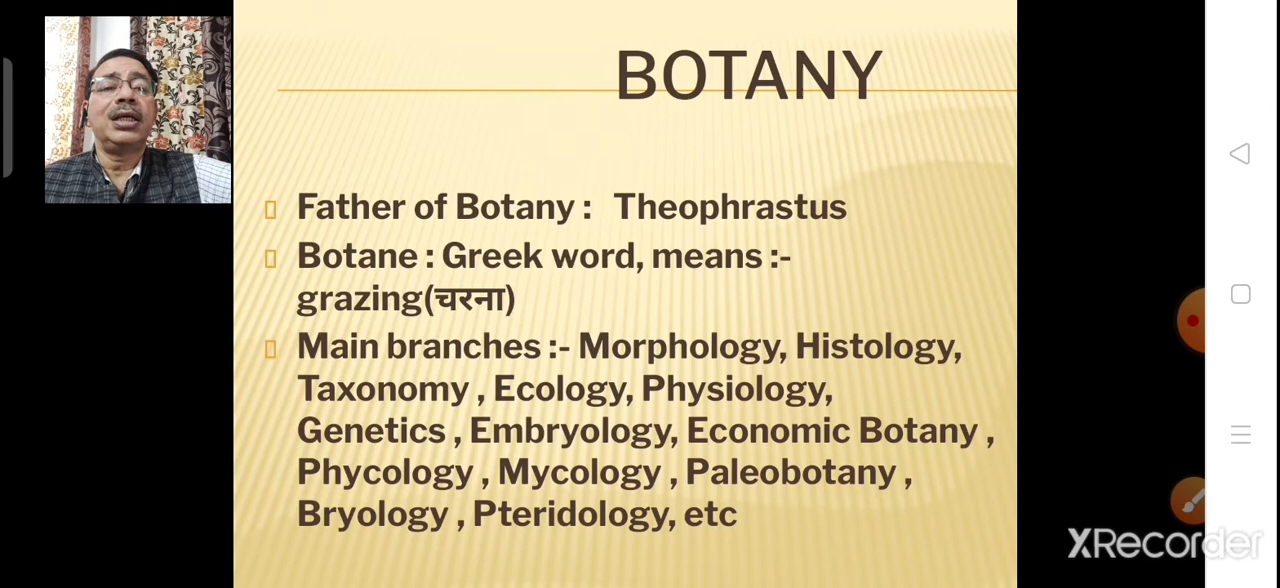 BOTANY
Father of Botany : Theophrastus
Botane : Greek word, means :-
grazing(चरना)
Main branches :- Morphology, Histology,
Taxonomy , Ecology, Physiology,
Genetics , Embryology, Economic Botany ,
Phycology , Mycology , Paleobotany ,
Bryology , Pteridology, etc
XRecorder